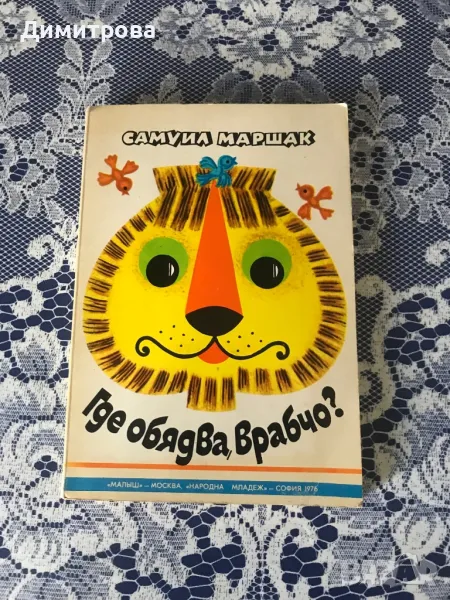 Димитрова
САМУИЛ МАРШАК
Где обядва, Врабчо?
«МАЛЫШ» — МОСКВА, «НАРОДНА МЛАДЕЖ» — СОФИЯ 1976